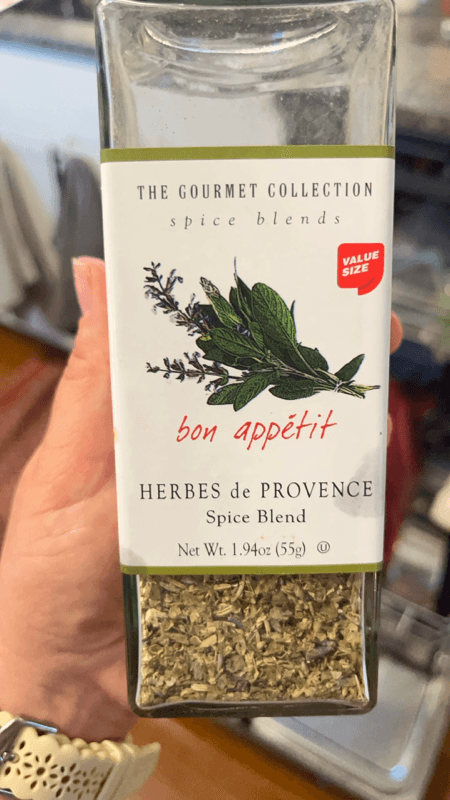 THE GOURMET COLLECTION
spice blends
VALUE
SIZE
bon appétit
HERBES de PROVENCE
Spice Blend
Net Wt. 1.94oz (55g) Ⓤ